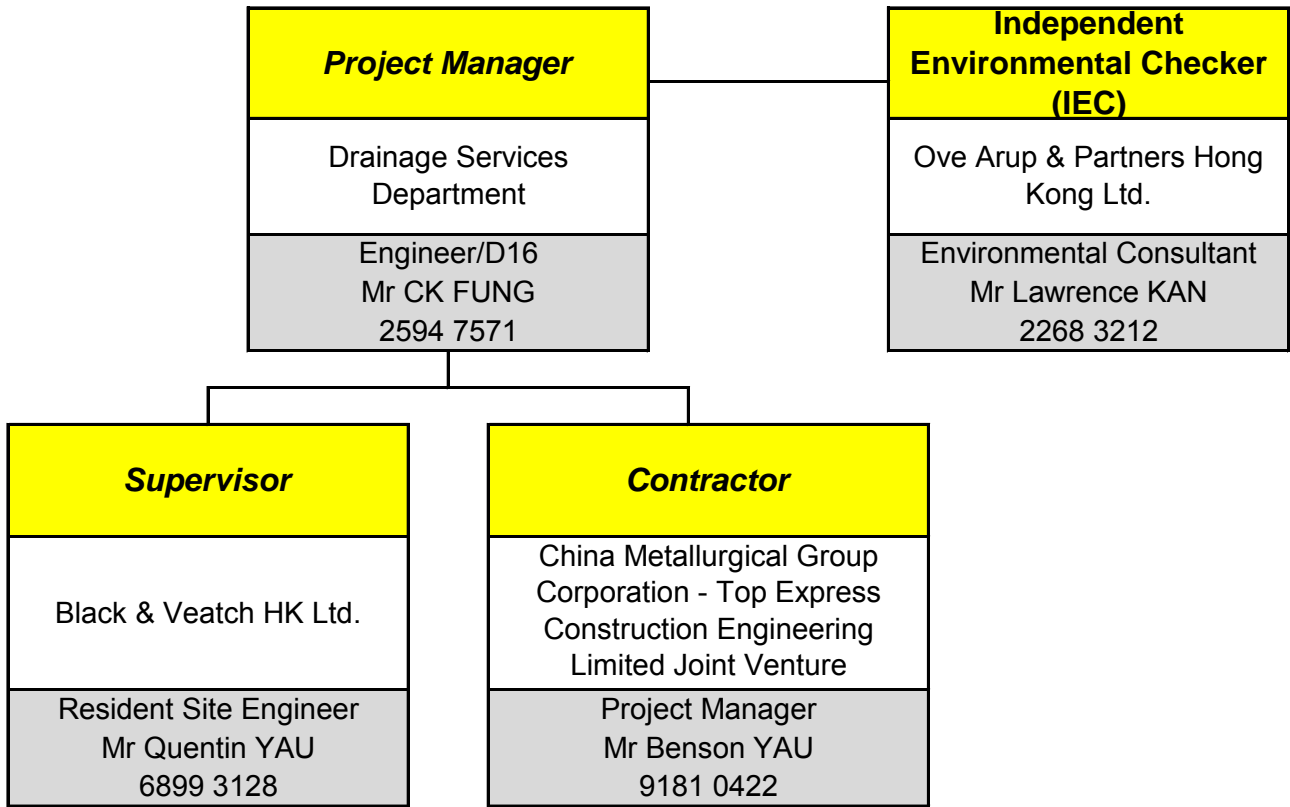 Project Manager
Drainage Services
Department
Engineer/D16
Mr CK FUNG
2594 7571
Independent
Environmental Checker
(IEC)
Ove Arup & Partners Hong
Kong Ltd.
Environmental Consultant
Mr Lawrence KAN
2268 3212
Supervisor
Black & Veatch HK Ltd.
Resident Site Engineer
Mr Quentin YAU
6899 3128
Contractor
China Metallurgical Group
Corporation - Top Express
Construction Engineering
Limited Joint Venture
Project Manager
Mr Benson YAU
9181 0422